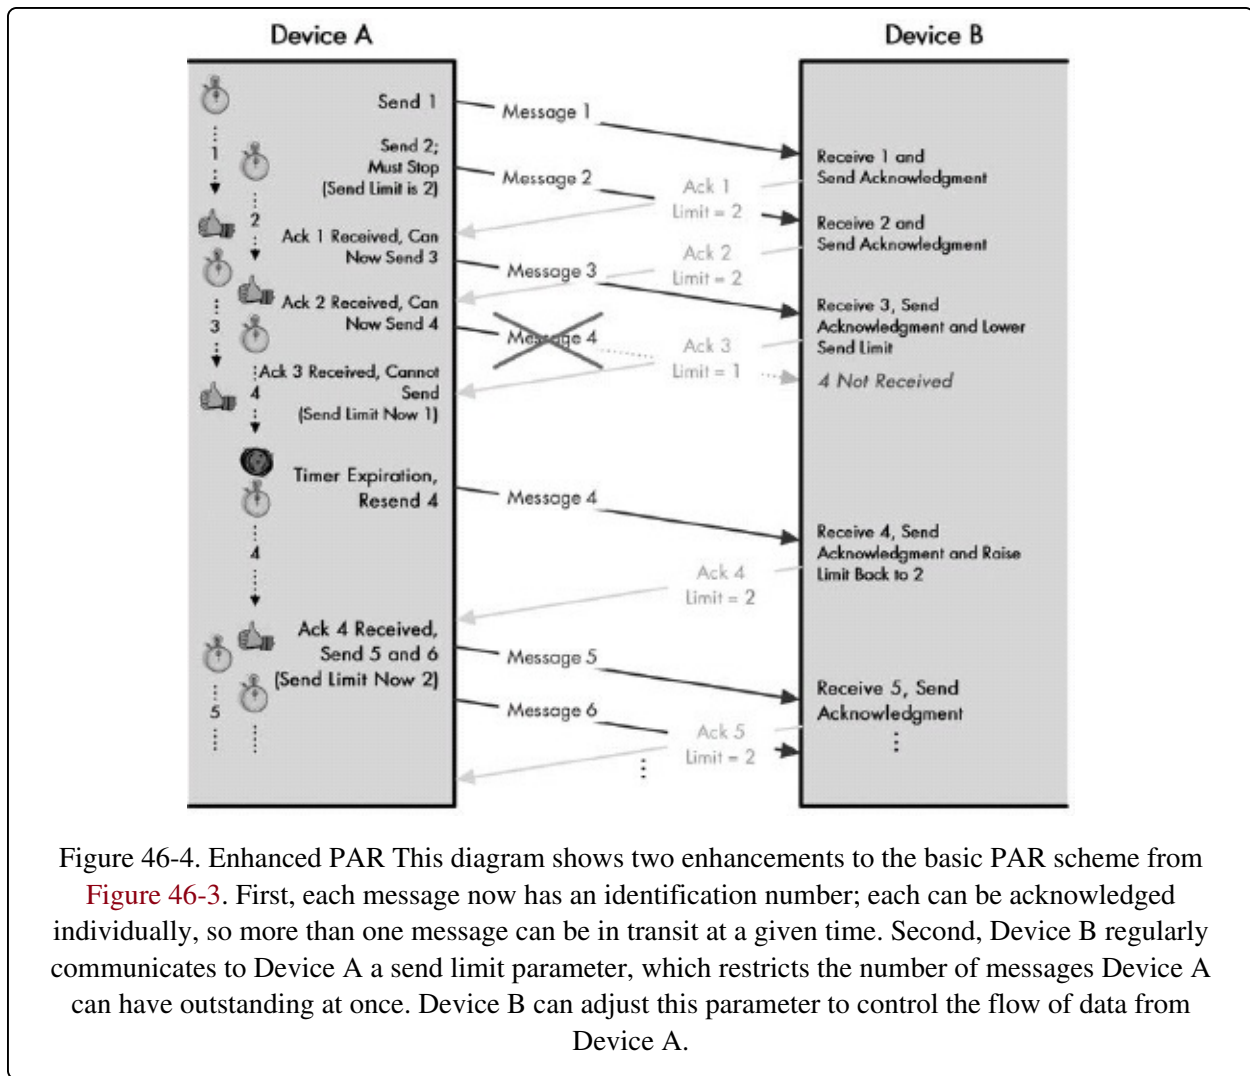 Device A
Device B
Send 1
Message 1
1
Send 2;
Must Stop
(Send Limit is 2)
Message 2
Receive 1 and
Send Acknowledgment
Ack 1
Limit = 2
2
Ack 1 Received, Can
Now Send 3
Receive 2 and
Send Acknowledgment
Ack 2
Limit = 2
Message 3
3
Ack 2 Received, Can
Now Send 4
Message 4
Receive 3, Send
Acknowledgment and Lower
Send Limit
Ack 3
Limit = 1
4 Not Received
4
Ack 3 Received, Cannot
Send
(Send Limit Now 1)
Timer Expiration,
Resend 4
Message 4
4
Receive 4, Send
Acknowledgment and Raise
Limit Back to 2
Ack 4
Limit = 2
Ack 4 Received,
Send 5 and 6
(Send Limit Now 2)
Message 5
5
Message 6
Receive 5, Send
Acknowledgment
Ack 5
Limit = 2
Figure 46-4. Enhanced PAR This diagram shows two enhancements to the basic PAR scheme from
Figure 46-3. First, each message now has an identification number; each can be acknowledged
individually, so more than one message can be in transit at a given time. Second, Device B regularly
communicates to Device A a send limit parameter, which restricts the number of messages Device A
can have outstanding at once. Device B can adjust this parameter to control the flow of data from
Device A.